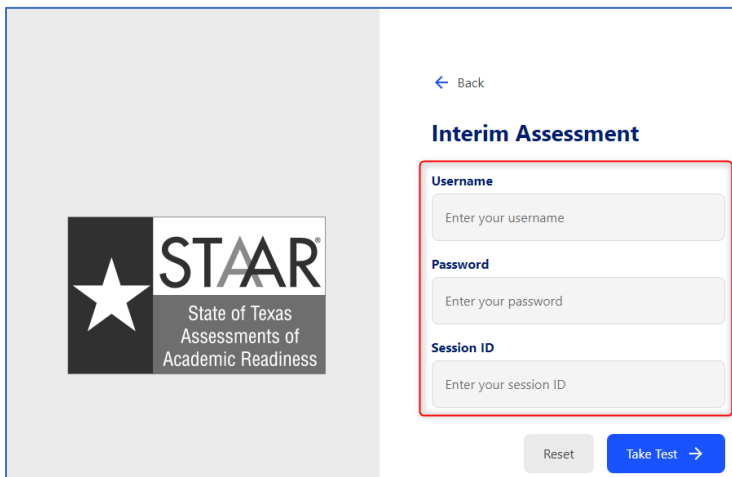 STAAR®
State of Texas
Assessments of
Academic Readiness
← Back
Interim Assessment
Username
Enter your username
Password
Enter your password
Session ID
Enter your session ID
Reset
Take Test →